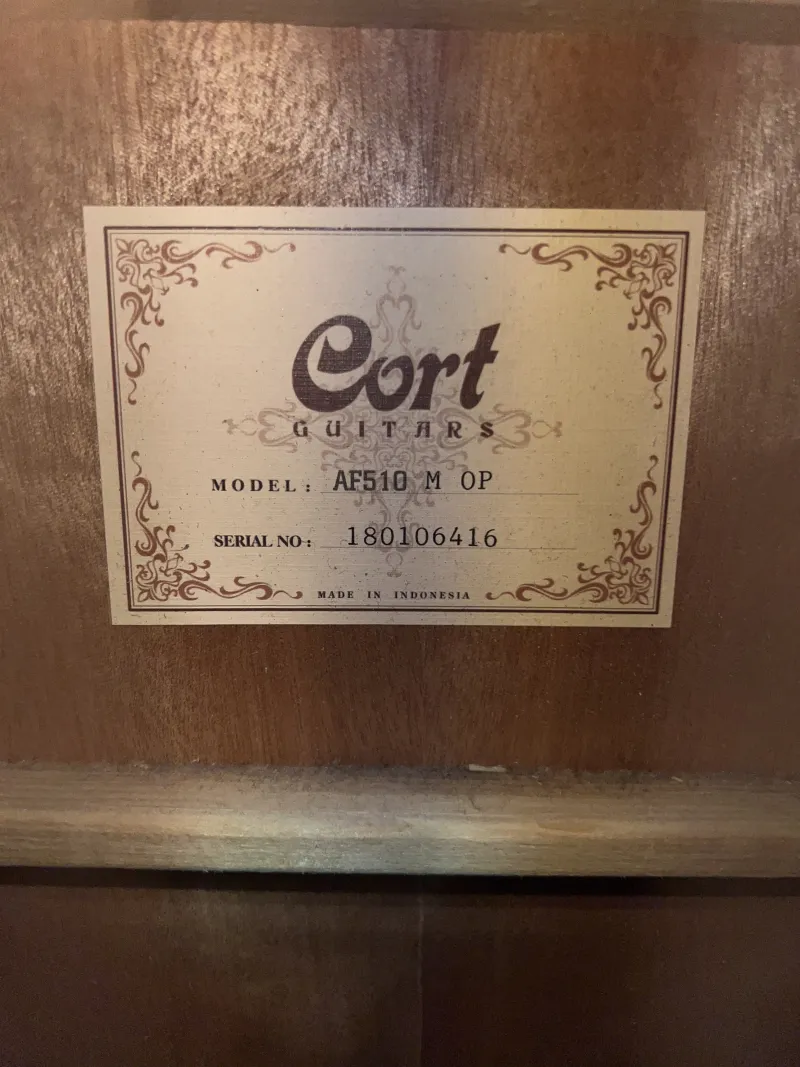 Cort
GUITARS
MODEL: AF510 M OP
SERIAL NO: 180106416
MADE IN INDONESIA